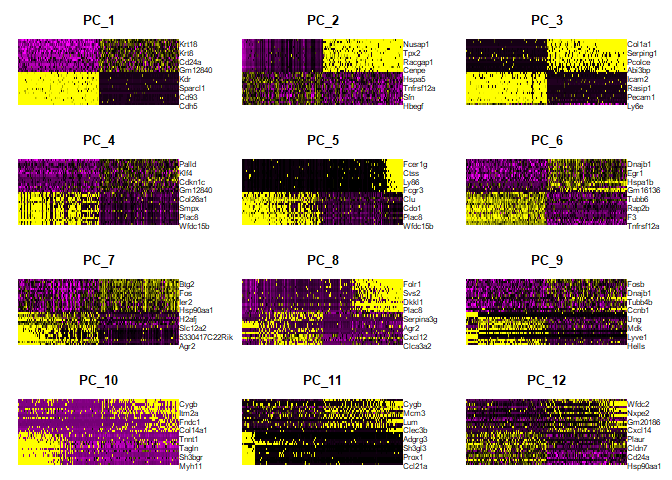 PC_1
Krt18
Krt8
Cd24a
Gm12840
Kdr
Sparcl1
Cd93
Cdh5
PC_2
Nusap1
Tpx2
Racgap1
Cenpe
Hspa5
Tnfrsf12a
Sfn
Hbegf
PC_3
Col1a1
Serping1
Pcolce
Abi3bp
Icam2
Rasip1
Pecam1
Ly6e
PC_4
Palld
Klf4
Cdkn1c
Gm12840
Col26a1
Smpx
Plac8
Wfdc15b
PC_5
Fcer1g
Ctss
Ly86
Fcgr3
Clu
Cdo1
Plac8
Wfdc15b
PC_6
Dnajb1
Egr1
Hspa1b
Gm16136
Tubb6
Rap2b
F3
Tnfrsf12a
PC_7
Btg2
Fos
Ier2
Hsp90aa1
H2afj
Slc12a2
5330417C22Rik
Agr2
PC_8
Folr1
Svs2
Dkkl1
Plac8
Serpina3g
Agr2
Cxcl12
Clca3a2
PC_9
Fosb
Dnajb1
Tubb4b
Ccnb1
Ung
Mdk
Lyve1
Hells
PC_10
Cygb
Itm2a
Fndc1
Col14a1
Tnnt1
Tagln
Sh3bgr
Myh11
PC_11
Cygb
Mcm3
Lum
Clec3b
Adgrg3
Sh3gl3
Prox1
Ccl21a
PC_12
Wfdc2
Nxpe2
Gm20186
Cxcl14
Plaur
Cldn7
Cd24a
Hsp90aa1